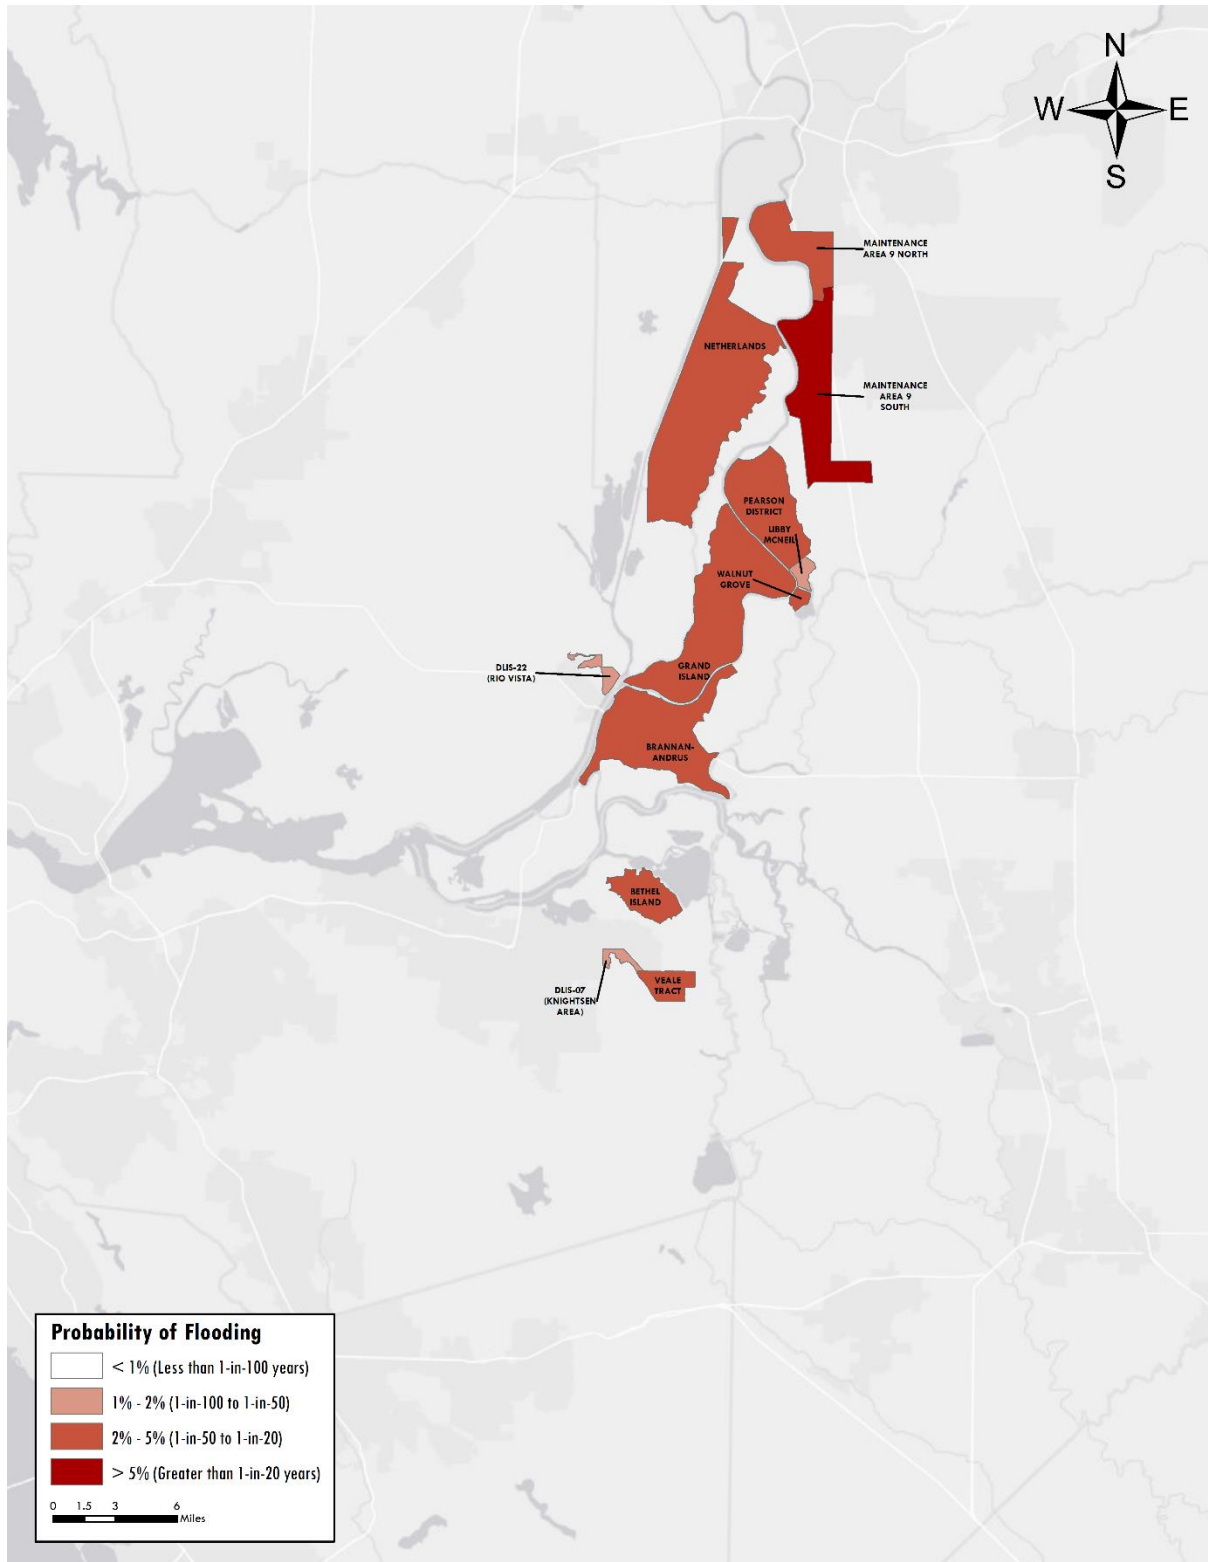 N
W E
S
MAINTENANCE
AREA 9 NORTH
NETHERLANDS
MAINTENANCE
AREA 9
SOUTH
PEARSON
DISTRICT
LIBBY
MCNEIL
WALNUT
GROVE
DLIS-22
(RIO VISTA)
GRAND
ISLAND
BRANNAN-
ANDRUS
BETHEL
ISLAND
DLIS-07
(KNIGHTSEN
AREA)
VEALE
TRACT
Probability of Flooding
< 1% (Less than 1-in-100 years)
1% - 2% (1-in-100 to 1-in-50)
2% - 5% (1-in-50 to 1-in-20)
> 5% (Greater than 1-in-20 years)
0 1.5 3 6
Miles